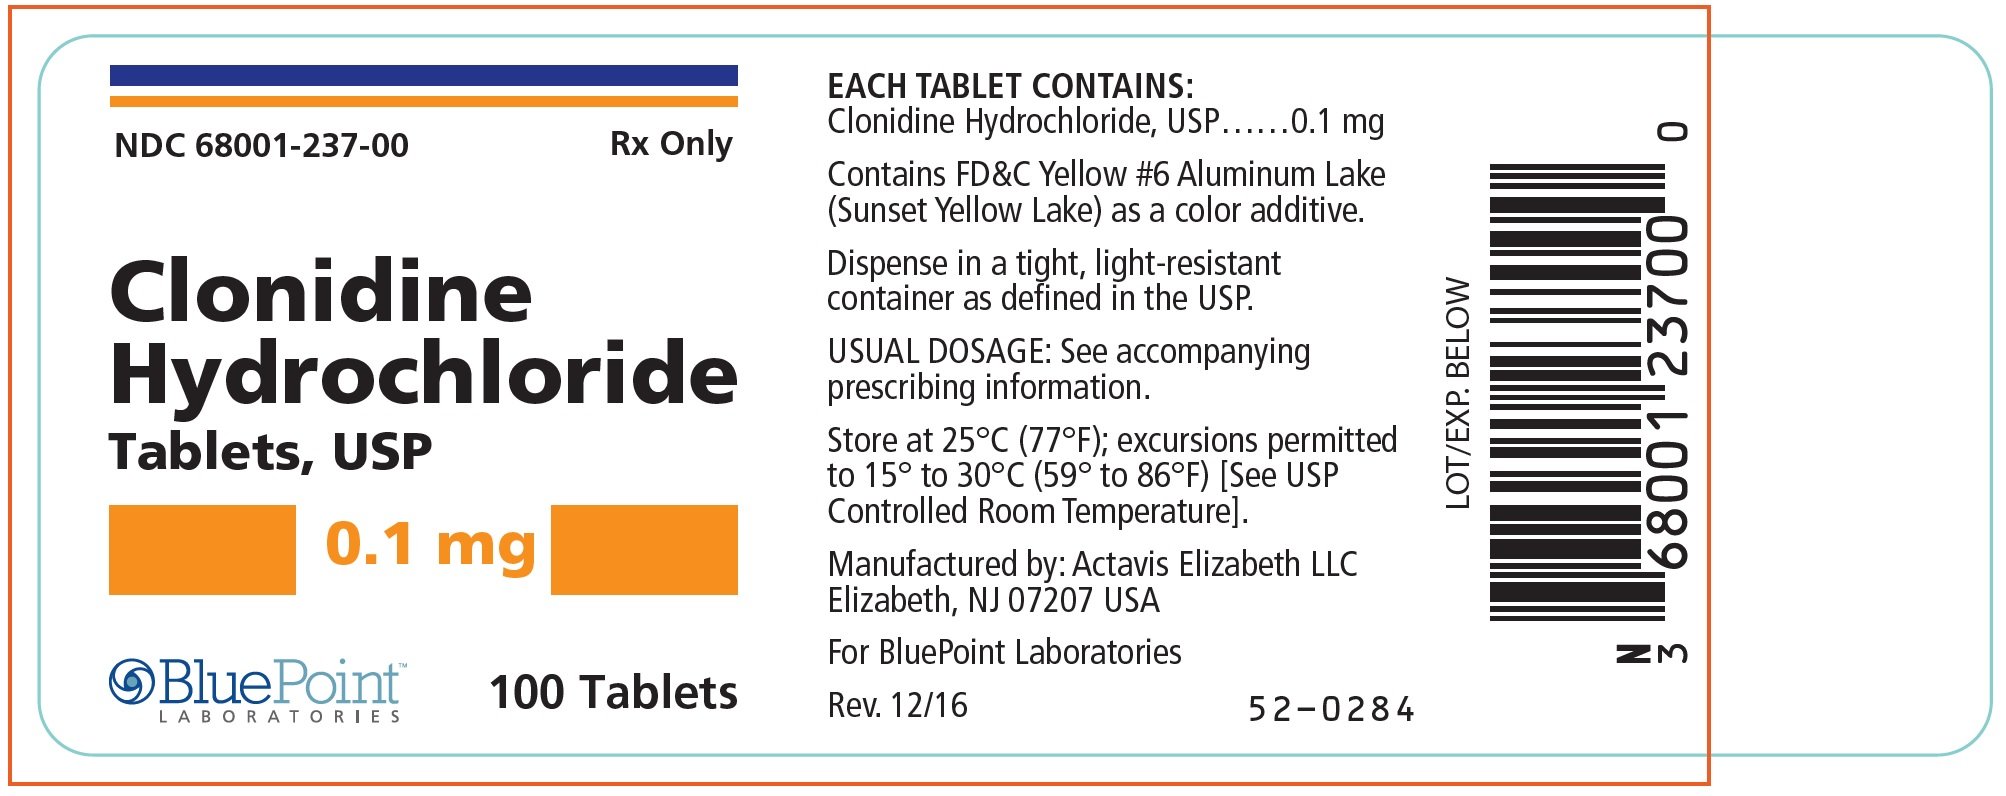 NDC 68001-237-00 Rx Only
Clonidine
Hydrochloride
Tablets, USP
0.1 mg
BluePoint™
LABORATORIES
100 Tablets
EACH TABLET CONTAINS:
Clonidine Hydrochloride, USP......0.1 mg
Contains FD&C Yellow #6 Aluminum Lake
(Sunset Yellow Lake) as a color additive.
Dispense in a tight, light-resistant
container as defined in the USP.
USUAL DOSAGE: See accompanying
prescribing information.
Store at 25°C (77°F); excursions permitted
to 15° to 30°C (59° to 86°F) [See USP
Controlled Room Temperature].
Manufactured by: Actavis Elizabeth LLC
Elizabeth, NJ 07207 USA
For BluePoint Laboratories
Rev. 12/16 52-0284
LOT/EXP. BELOW
N
3 68001 23700 0